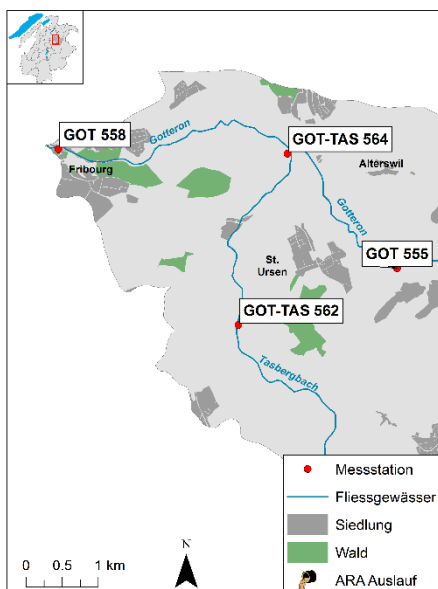 GOT 558
Gotteron
GOT-TAS 564
Fribourg
Alterswil
Gotteron
St.
Ursen
GOT 555
GOT-TAS 562
Tasbergbach
Messstation
Fliessgewässer
Siedlung
Wald
ARA Auslauf
N
0 0.5 1 km